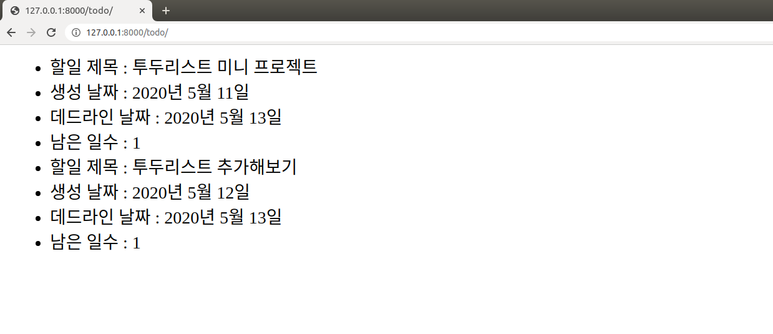 127.0.0.1:8000/todo/
127.0.0.1:8000/todo/
할일 제목 : 투두리스트 미니 프로젝트
생성 날짜 : 2020년 5월 11일
데드라인 날짜 : 2020년 5월 13일
남은 일수 : 1
할일 제목 : 투두리스트 추가해보기
생성 날짜 : 2020년 5월 12일
데드라인 날짜 : 2020년 5월 13일
남은 일수 : 1